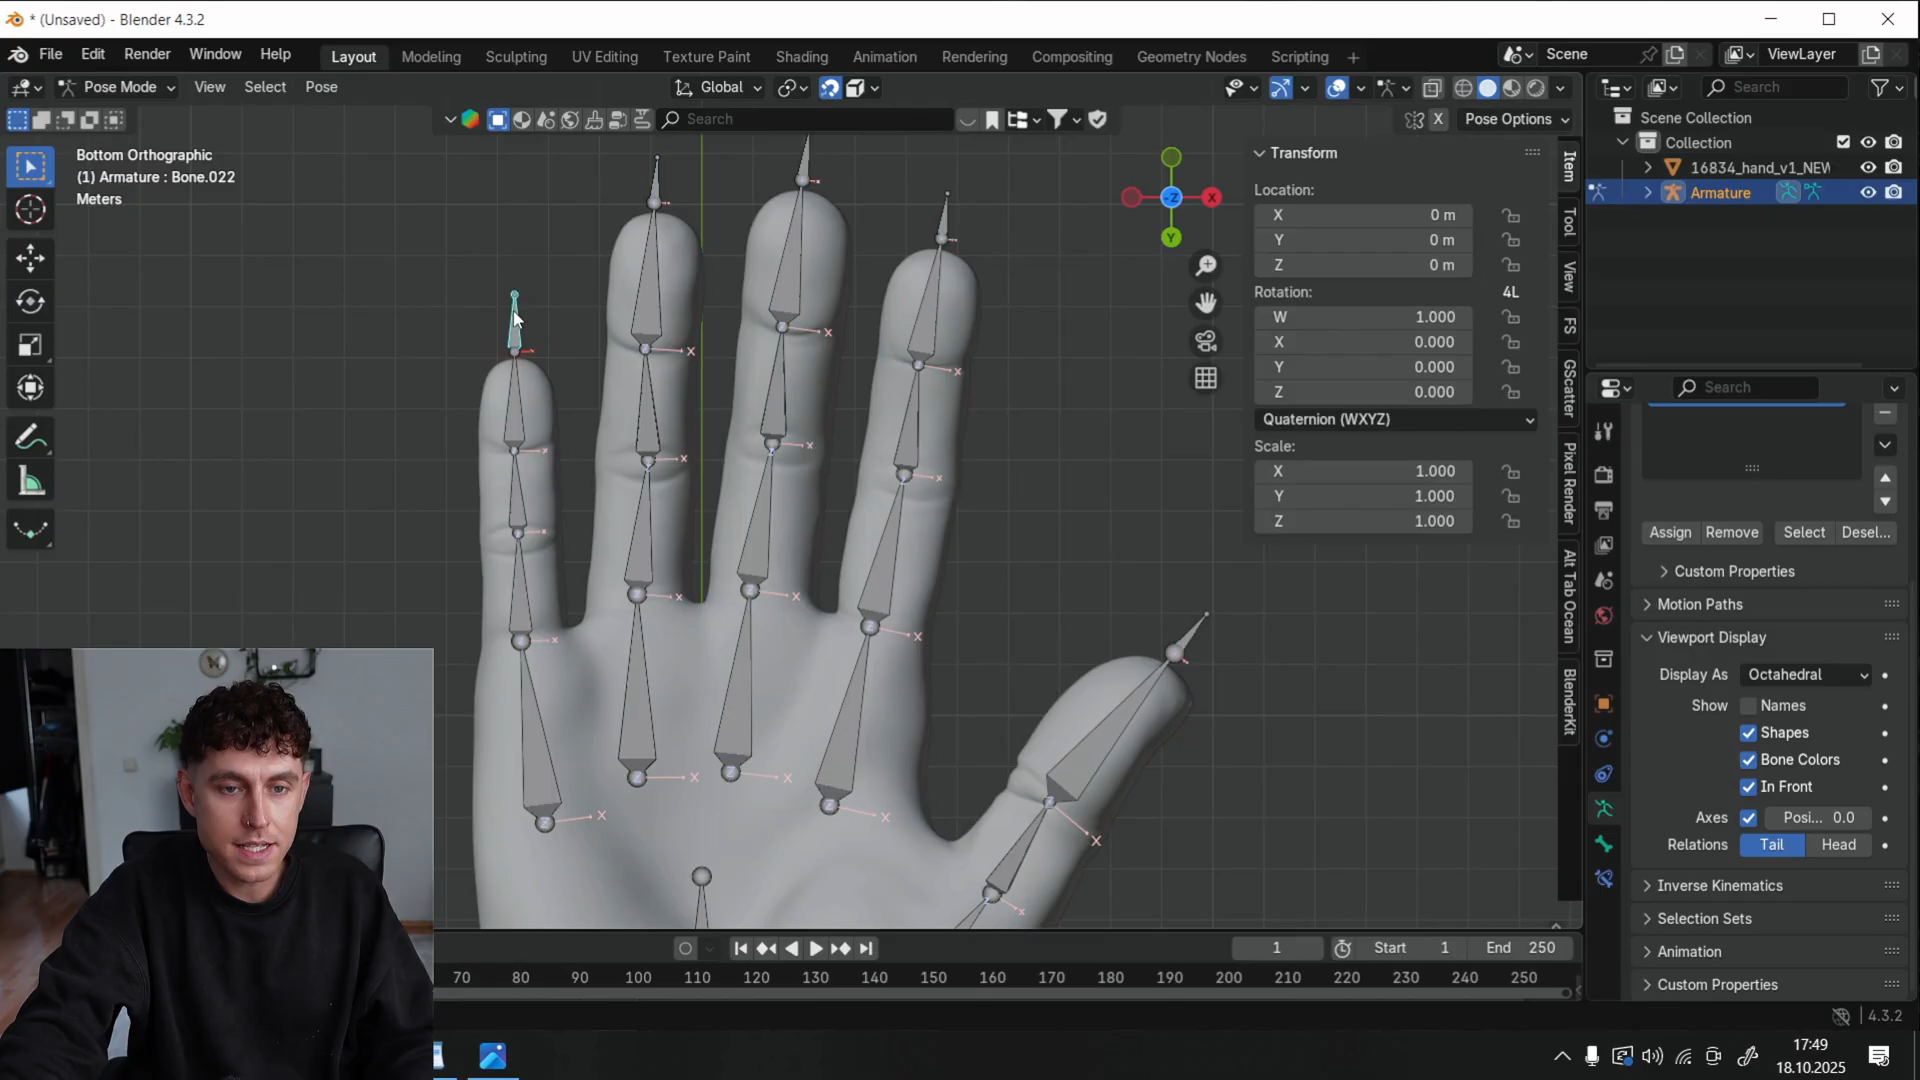 * (Unsaved) - Blender 4.3.2
File Edit Render Window Help
Layout Modeling Sculpting UV Editing Texture Paint Shading Animation Rendering Compositing Geometry Nodes Scripting
Scene
ViewLayer
Pose Mode View Select Pose
Global
Search
Search
Pose Options
X
Scene Collection
Collection
16834_hand_v1_NEW
Armature
Bottom Orthographic
(1) Armature : Bone.022
Meters
Transform
Location:
X 0 m
Y 0 m
Z 0 m
Rotation: 4L
W 1.000
X 0.000
Y 0.000
Z 0.000
Quaternion (WXYZ)
Scale:
X 1.000
Y 1.000
Z 1.000
Item
Tool
View
FS
GScatter
Pixel Render
Alt Tab Ocean
BlenderKit
-Z
X
Y
Search
Assign Remove Select Desel...
Custom Properties
Motion Paths
Viewport Display
Display As Octahedral
Show Names
Shapes
Bone Colors
In Front
Axes Posi... 0.0
Relations Tail Head
Inverse Kinematics
Selection Sets
Animation
Custom Properties
1 Start 1 End 250
70 80 90 100 110 120 130 140 150 160 170 180 190 200 210 220 230 240 250
4.3.2
17:49
18.10.2025